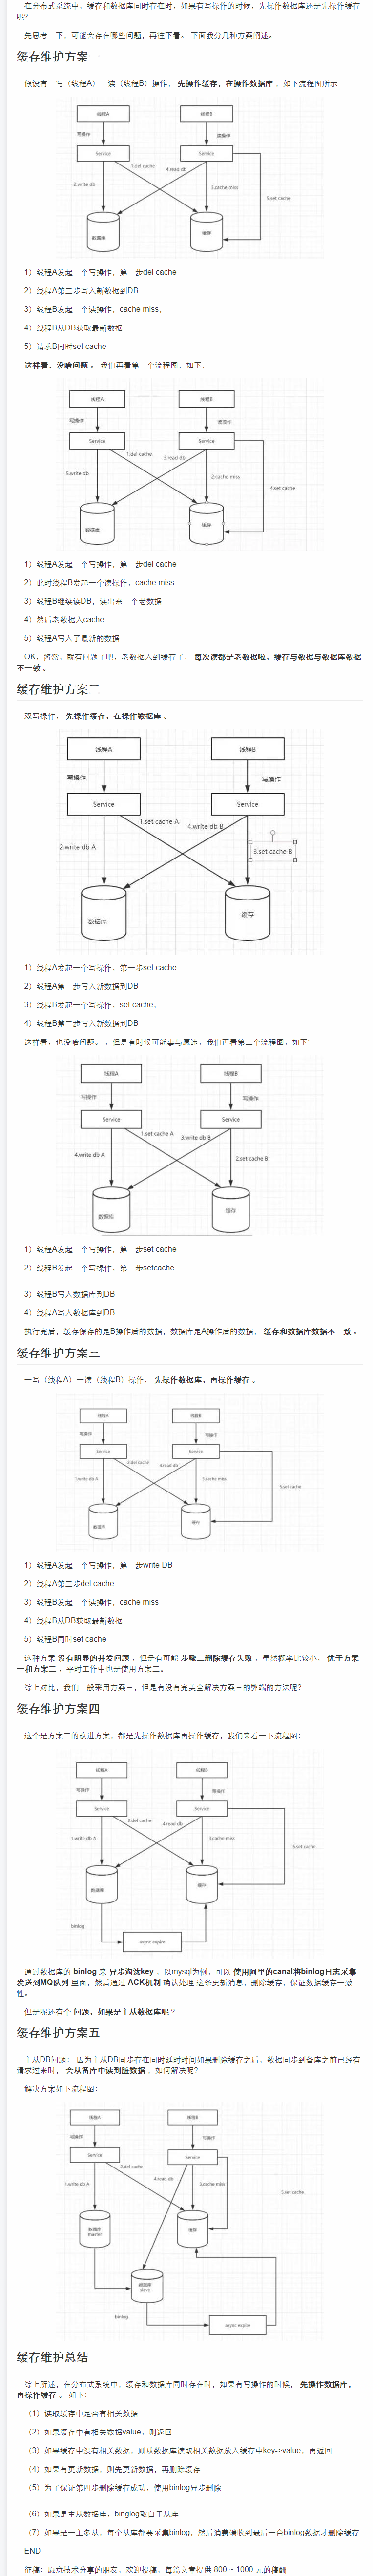 在分布式系统中，缓存和数据库同时存在时，如果有写操作的时候，先操作数据库还是先操作缓存
呢？
先思考一下，可能会存在哪些问题，再往下看。下面我分几种方案阐述。
缓存维护方案一
假设有一写（线程A）一读（线程B）操作，先操作缓存，在操作数据库，如下流程图所示
线程A
线程B
写操作
读操作
Service
Service
1.del cache
4.read db
2.write db
3.cache miss
5.set cache
数据库
缓存
1）线程A发起一个写操作，第一步del cache
2）线程A第二步写入新数据到DB
3）线程B发起一个读操作，cache miss，
4）线程B从DB获取最新数据
5）请求B同时set cache
这样看，没啥问题。我们再看第二个流程图，如下：
线程A
线程B
写操作
读操作
Service
Service
1.del cache
3.read db
5.write db
2.cache miss
4.set cache
数据库
缓存
1）线程A发起一个写操作，第一步del cache
2）此时线程B发起一个读操作，cache miss
3）线程B继续读DB，读出来一个老数据
4）然后老数据入cache
5）线程A写入了最新的数据
OK，酱紫，就有问题了吧，老数据入到缓存了，每次读都是老数据啦，缓存与数据与数据库数据
不一致。
缓存维护方案二
双写操作，先操作缓存，在操作数据库。
线程A
线程B
写操作
写操作
Service
Service
1.set cache A
4.write db B
2.write db A
3.set cache B
数据库
缓存
1）线程A发起一个写操作，第一步set cache
2）线程A第二步写入新数据到DB
3）线程B发起一个写操作，set cache，
4）线程B第二步写入新数据到DB
这样看，也没啥问题。，但是有时候可能事与愿违，我们再看第二个流程图，如下：
线程A
线程B
写操作
写操作
Service
Service
1.set cache A
3.write db B
4.write db A
2.set cache B
数据库
缓存
1）线程A发起一个写操作，第一步set cache
2）线程B发起一个写操作，第一步setcache
3）线程B写入数据库到DB
4）线程A写入数据库到DB
执行完后，缓存保存的是B操作后的数据，数据库是A操作后的数据，缓存和数据库数据不一致。
缓存维护方案三
一写（线程A）一读（线程B）操作，先操作数据库，再操作缓存。
线程A
线程B
写操作
写操作
Service
Service
2.del cache
4.read db
1.write db A
3.cache miss
5.set cache
数据库
缓存
1）线程A发起一个写操作，第一步write DB
2）线程A第二步del cache
3）线程B发起一个读操作，cache miss
4）线程B从DB获取最新数据
5）线程B同时set cache
这种方案 没有明显的并发问题，但是有可能 步骤二删除缓存失败，虽然概率比较小，优于方案
一和方案二，平时工作中也是使用方案三。
综上对比，我们一般采用方案三，但是有没有完美全解决方案三的弊端的方法呢？
缓存维护方案四
这个是方案三的改进方案，都是先操作数据库再操作缓存，我们来看一下流程图：
线程A
线程B
写操作
写操作
Service
Service
2.del cache
4.read db
1.write db A
3.cache miss
5.set cache
数据库
缓存
binlog
async expire
通过数据库的 binlog 来 异步淘汰key，以mysql为例，可以 使用阿里的canal将binlog日志采集
发送到MQ队列 里面，然后通过 ACK机制 确认处理 这条更新消息，删除缓存，保证数据缓存一致
性。
但是呢还有个 问题，如果是主从数据库呢？
缓存维护方案五
主从DB问题：因为主从DB同步存在同时延时时间如果删除缓存之后，数据同步到备库之前已经有
请求过来时，会从备库中读到脏数据，如何解决呢？
解决方案如下流程图：
线程A
线程B
写操作
写操作
Service
Service
2.del cache
4.read db
1.write db A
3.cache miss
5.set cache
数据库
master
缓存
数据库
slave
binlog
async expire
缓存维护总结
综上所述，在分布式系统中，缓存和数据库同时存在时，如果有写操作的时候，先操作数据库，
再操作缓存。如下：
（1）读取缓存中是否有相关数据
（2）如果缓存中有相关数据value，则返回
（3）如果缓存中没有相关数据，则从数据库读取相关数据放入缓存中key->value，再返回
（4）如果有更新数据，则先更新数据，再删除缓存
（5）为了保证第四步删除缓存成功，使用binlog异步删除
（6）如果是主从数据库，binglog取自于从库
（7）如果是一主多从，每个从库都要采集binlog，然后消费端收到最后一台binlog数据才删除缓存
END
征稿：愿意技术分享的朋友，欢迎投稿，每篇文章提供 800 ~ 1000 元的稿酬